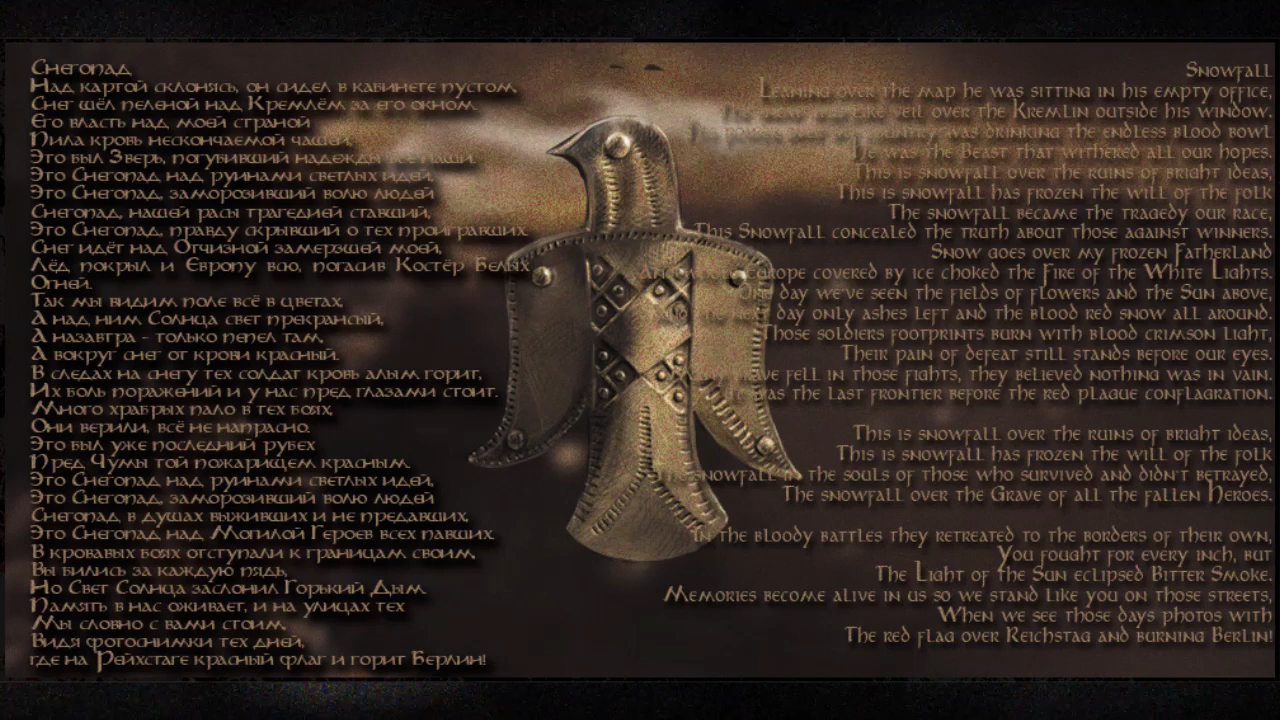 Снегопад
Над картой склонясь, он сидел в кабинете пустом,
Снег шёл пеленой над Кремлём за его окном.
Его власть над моей страной
Пила кровь нескончаемой чашей,
Это был Зверь, погубивший надежды все наши.
Это Снегопад над руинами светлых идей,
Это Снегопад, заморозивший волю людей
Снегопад, нашей расы трагедией ставший,
Это Снегопад, правду скрывший о тех проигравших.
Снег идёт над Отчизной замерзшей моей,
Лёд покрыл и Европу всю, погасив Костёр Белых
Огней.
Так мы видим поле всё в цветах,
А над ним Солнца свет прекрансый,
А назавтра - только пепел там,
А вокруг снег от крови красный.
В следах на снегу тех солдат кровь алым горит,
Их боль поражений и у нас пред глазами стоит.
Много храбрых пало в тех боях,
Они верили, всё не напрасно.
Это был уже последний рубеж
Пред Чумы той пожарищем красным.
Это Снегопад над руинами светлых идей,
Это Снегопад, заморозивший волю людей
Снегопад, в душах выживших и не предавших,
Это Снегопад над Могилой Героев всех павших.
В кровавых боях отступали к границам своим,
Вы бились за каждую пядь,
Но Свет Солнца заслонил Горький Дым.
Память в нас оживает, и на улицах тех
Мы словно с вами стоим,
Видя фотоснимки тех дней,
где на Рейхстаге красный флаг и горит Берлин!
Snowfall
Leaning over the map he was sitting in his empty office,
veil over the Kremlin outside his window.
was drinking the endless blood bowl
He was the Beast that withered all our hopes.
This is snowfall over the ruins of bright ideas,
This is snowfall has frozen the will of the folk
The snowfall became the tragedy our race,
This Snowfall concealed the truth about those against winners.
Snow goes over my frozen Fatherland
Europe covered by ice choked the Fire of the White Lights.
One day we've seen the fields of flowers and the Sun above,
next day only ashes left and the blood red snow all around.
Those soldiers footprints burn with blood crimson light,
Their pain of defeat still stands before our eyes.
fell in those fights, they believed nothing was in vain.
It was the last frontier before the red plague conflagration.
This is snowfall over the ruins of bright ideas,
This is snowfall has frozen the will of the folk
snowfall in the souls of those who survived and didn't betrayed,
The snowfall over the Grave of all the fallen Heroes.
In the bloody battles they retreated to the borders of their own,
You fought for every inch, but
The Light of the Sun eclipsed Bitter Smoke.
Memories become alive in us so we stand like you on those streets,
When we see those days photos with
The red flag over Reichstag and burning Berlin!